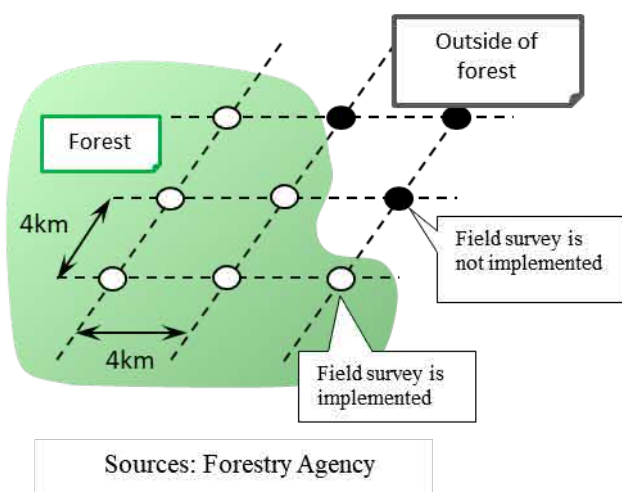 Outside of
forest
Forest
4km
Field survey is
not implemented
4km
Field survey is
implemented
Sources: Forestry Agency